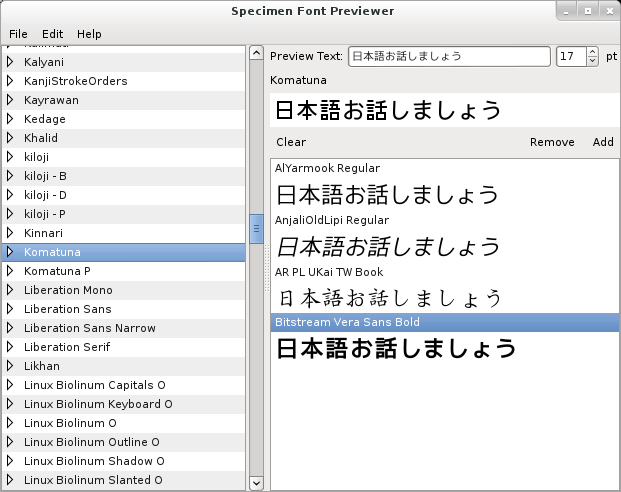 Specimen Font Previewer
File Edit Help
Kalimati
Kalyani
KanjiStrokeOrders
Kayrawan
Kedage
Khalid
kiloji
kiloji - B
kiloji - D
kiloji - P
Kinnari
Komatuna
Komatuna P
Liberation Mono
Liberation Sans
Liberation Sans Narrow
Liberation Serif
Likhan
Linux Biolinum Capitals O
Linux Biolinum Keyboard O
Linux Biolinum O
Linux Biolinum Outline O
Linux Biolinum Shadow O
Linux Biolinum Slanted O
Preview Text: 日本語お話しましょう 17 pt
Komatuna
日本語お話しましょう
Clear Remove Add
AlYarmook Regular
日本語お話しましょう
AnjaliOldLipi Regular
日本語お話しましょう
AR PL UKai TW Book
日本語お話しましょう
Bitstream Vera Sans Bold
日本語お話しましょう